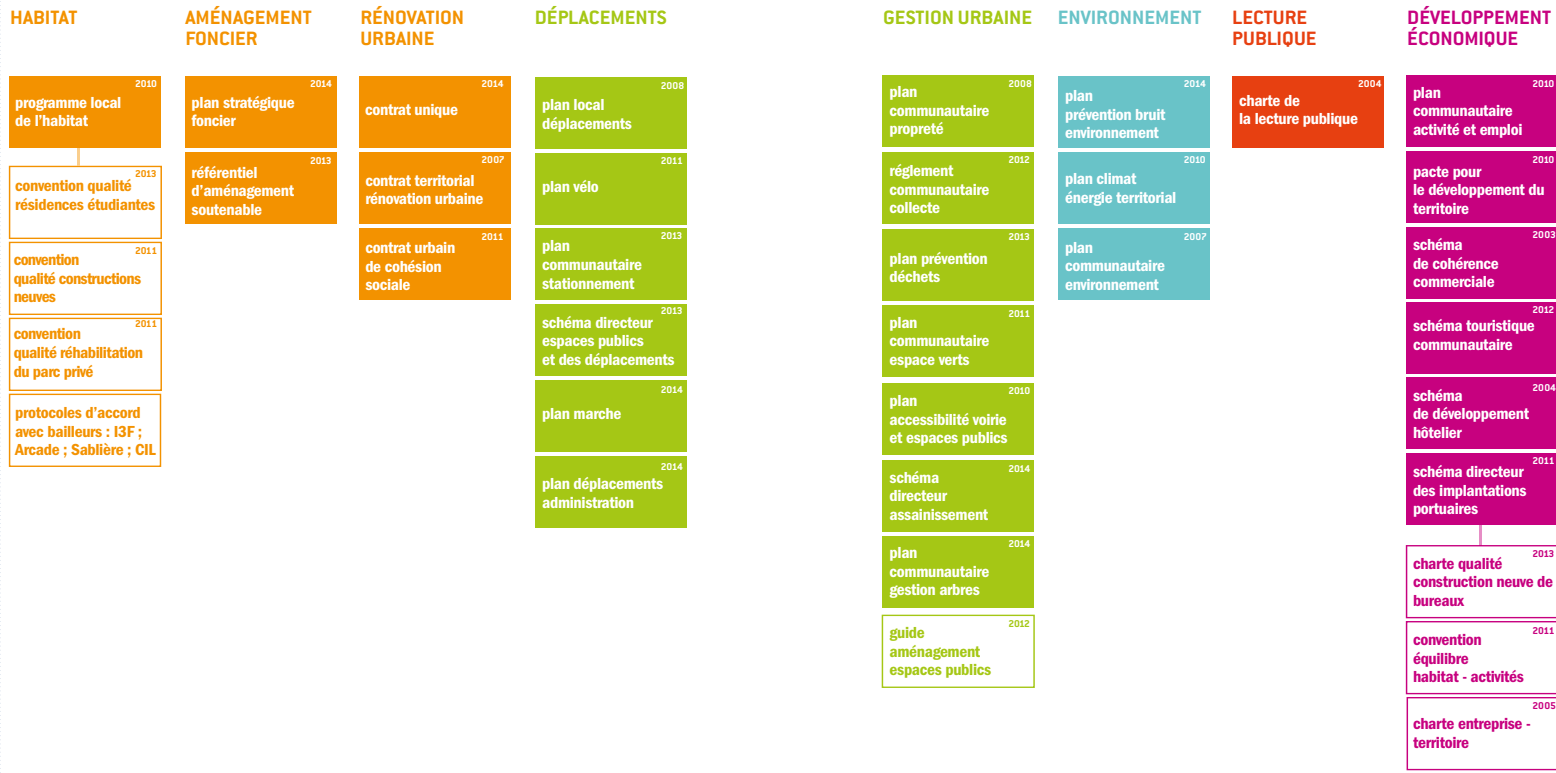 HABITAT
2010
programme local
de l'habitat
2013
convention qualité
résidences étudiantes
2011
convention
qualité constructions
neuves
2011
convention
qualité réhabilitation
du parc privé
protocoles d'accord
avec bailleurs : I3F ;
Arcade ; Sablière ; CIL
AMÉNAGEMENT
FONCIER
2014
plan stratégique
foncier
2013
référentiel
d'aménagement
soutenable
RÉNOVATION
URBAINE
2014
contrat unique
2007
contrat territorial
rénovation urbaine
2011
contrat urbain
de cohésion
sociale
DÉPLACEMENTS
2008
plan local
déplacements
2011
plan vélo
2013
plan
communautaire
stationnement
2013
schéma directeur
espaces publics
et des déplacements
2014
plan marche
2014
plan déplacements
administration
GESTION URBAINE
2008
plan
communautaire
propreté
2012
réglement
communautaire
collecte
2013
plan prévention
déchets
2011
plan
communautaire
espace verts
2010
plan
accessibilité voirie
et espaces publics
2014
schéma
directeur
assainissement
2014
plan
communautaire
gestion arbres
2012
guide
aménagement
espaces publics
ENVIRONNEMENT
2014
plan
prévention bruit
environnement
2010
plan climat
énergie territorial
2007
plan
communautaire
environnement
LECTURE
PUBLIQUE
2004
charte de
la lecture publique
DÉVELOPPEMENT
ÉCONOMIQUE
2010
plan
communautaire
activité et emploi
2010
pacte pour
le développement du
territoire
2003
schéma
de cohérence
commerciale
2012
schéma touristique
communautaire
2004
schéma
de développement
hôtelier
2011
schéma directeur
des implantations
portuaires
2013
charte qualité
construction neuve de
bureaux
2011
convention
équilibre
habitat - activités
2005
charte entreprise -
territoire